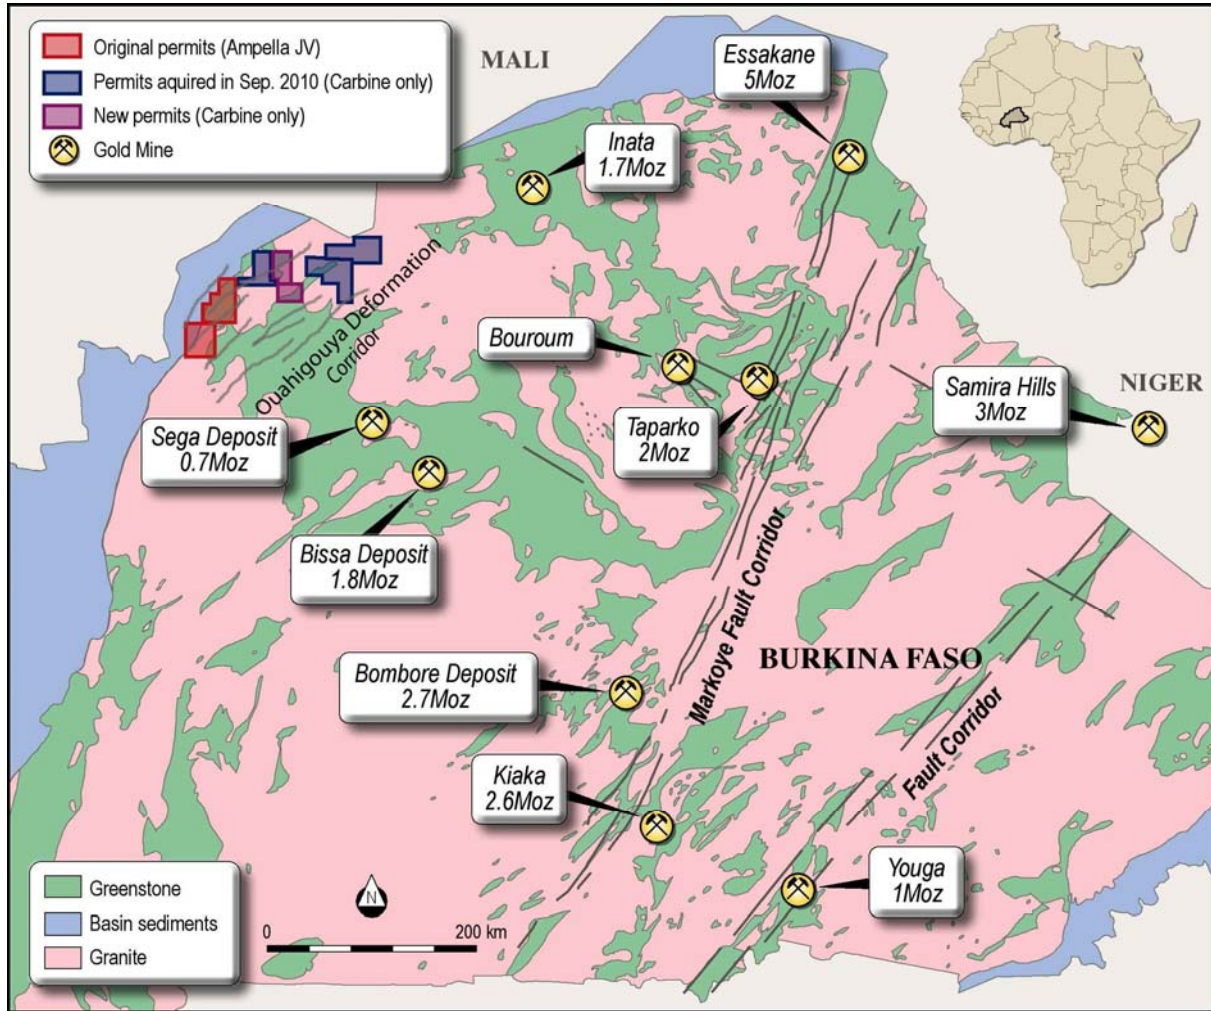 Original permits (Ampella JV)
Permits aquired in Sep. 2010 (Carbine only)
New permits (Carbine only)
Gold Mine
MALI
Essakane
5Moz
Inata
1.7Moz
Ouahigouya Deformation
Corridor
Bouroum
Taparko
2Moz
Samira Hills
3Moz
NIGER
Sega Deposit
0.7Moz
Bissa Deposit
1.8Moz
Markoye Fault Corridor
BURKINA FASO
Bombore Deposit
2.7Moz
Fault Corridor
Kiaka
2.6Moz
Youga
1Moz
Greenstone
Basin sediments
Granite
N
0 200 km